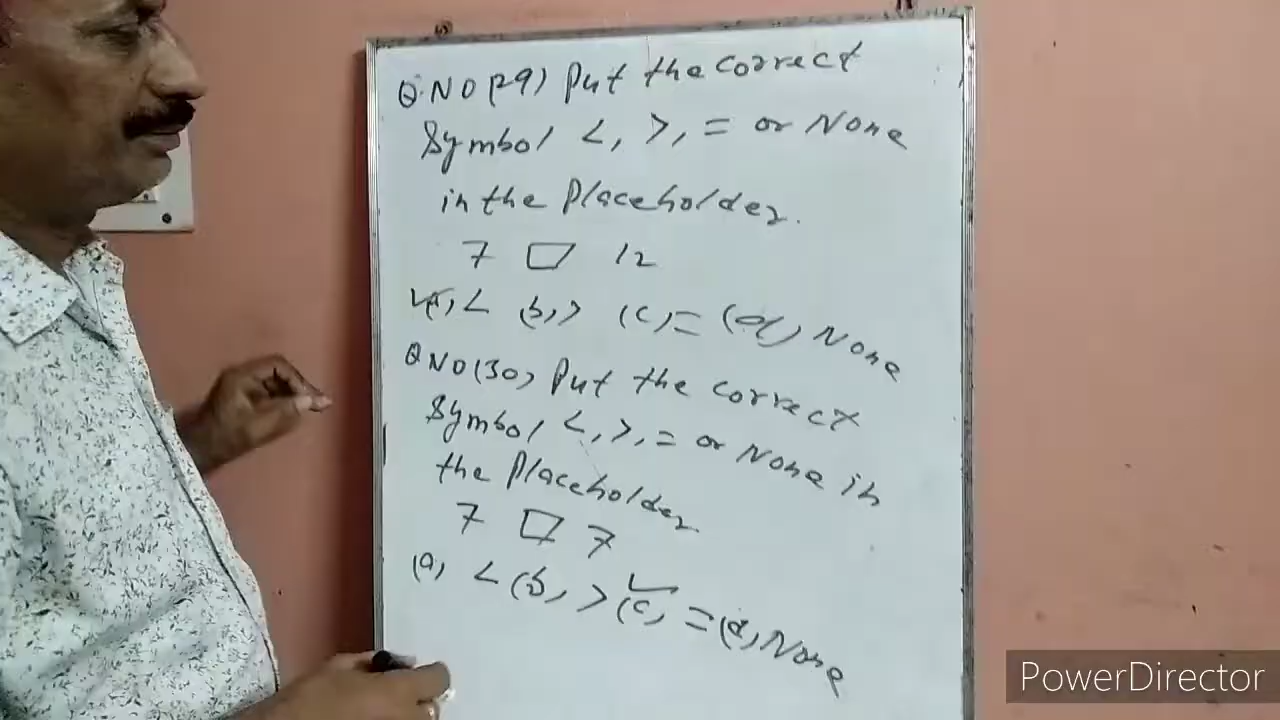 Q.NO(29) Put the correct
Symbol <, >, = or None
in the Placeholder.
7 □ 12
✓(a) < (b) > (c) = (d) None
Q NO(30) Put the correct
Symbol <, >, = or None in
the Placeholder
7 □ 7
(a) < (b) > ✓(c) = (d) None
PowerDirector